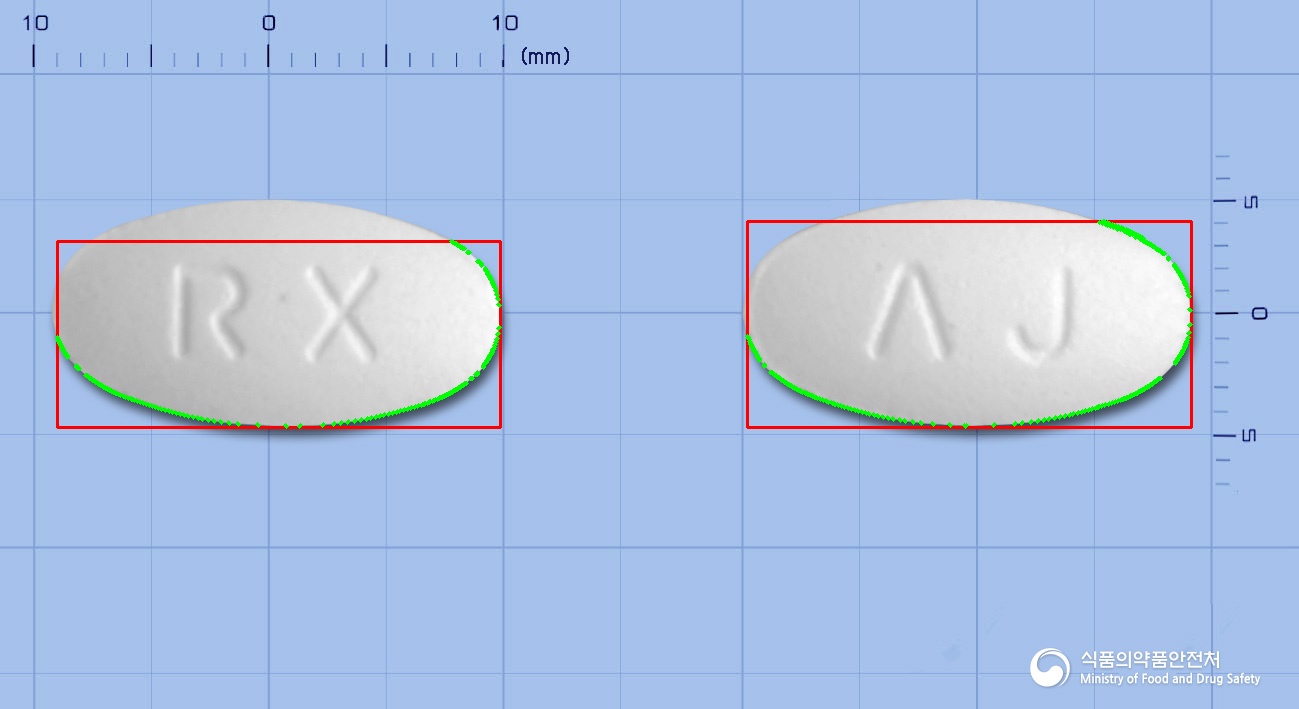 10 0 10
(mm)
RX
AJ
5
0
5
식품의약품안전처
Ministry of Food and Drug Safety